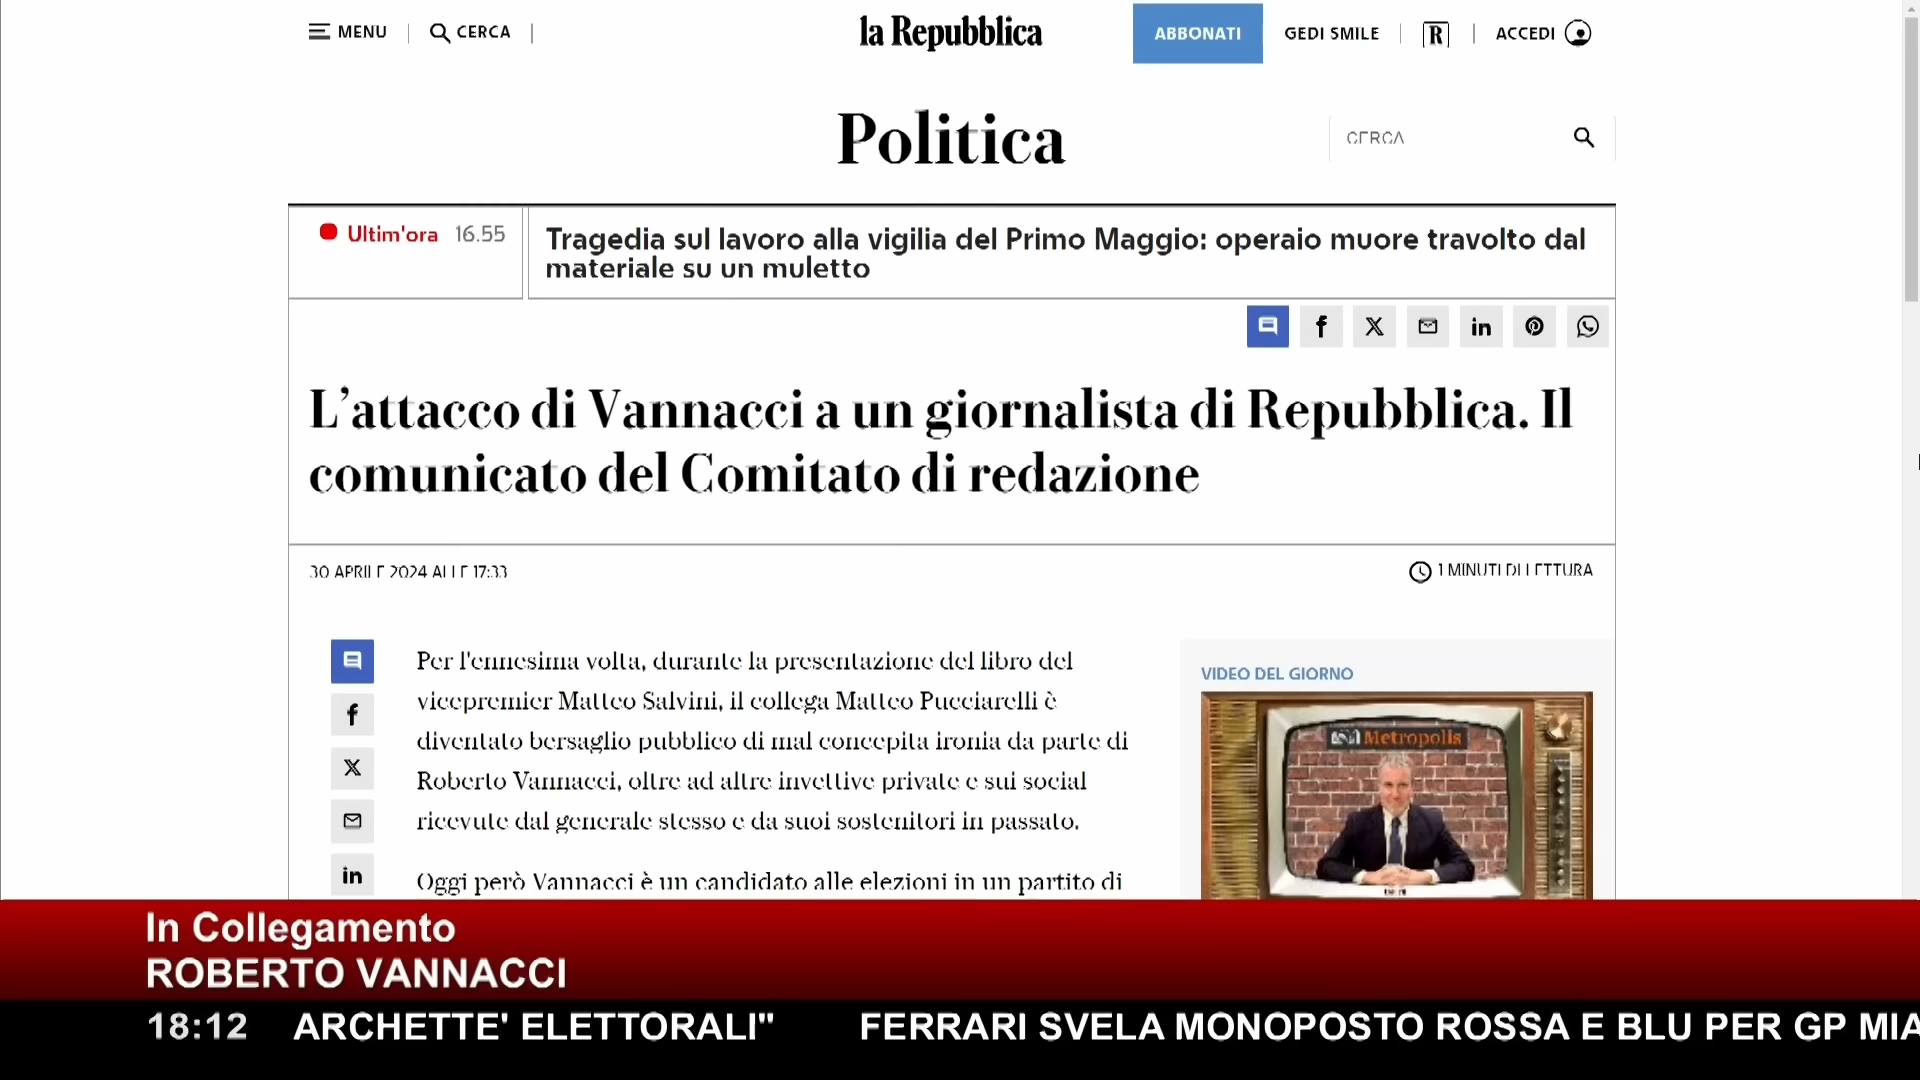 MENU
CERCA
la Repubblica
ABBONATI
GEDI SMILE
R
ACCEDI
Politica
CERCA
Ultim'ora 16.55
Tragedia sul lavoro alla vigilia del Primo Maggio: operaio muore travolto dal
materiale su un muletto
L'attacco di Vannacci a un giornalista di Repubblica. Il
comunicato del Comitato di redazione
30 APRILE 2024 ALLE 17:33
1 MINUTI DI LETTURA
Per l'ennesima volta, durante la presentazione del libro del
vicepremier Matteo Salvini, il collega Matteo Pucciarelli è
diventato bersaglio pubblico di mal concepita ironia da parte di
Roberto Vannacci, oltre ad altre invettive private e sui social
ricevute dal generale stesso e da suoi sostenitori in passato.
Oggi però Vannacci è un candidato alle elezioni in un partito di
VIDEO DEL GIORNO
Metropolis
In Collegamento
ROBERTO VANNACCI
18:12 ARCHETTE' ELETTORALI" FERRARI SVELA MONOPOSTO ROSSA E BLU PER GP MIA